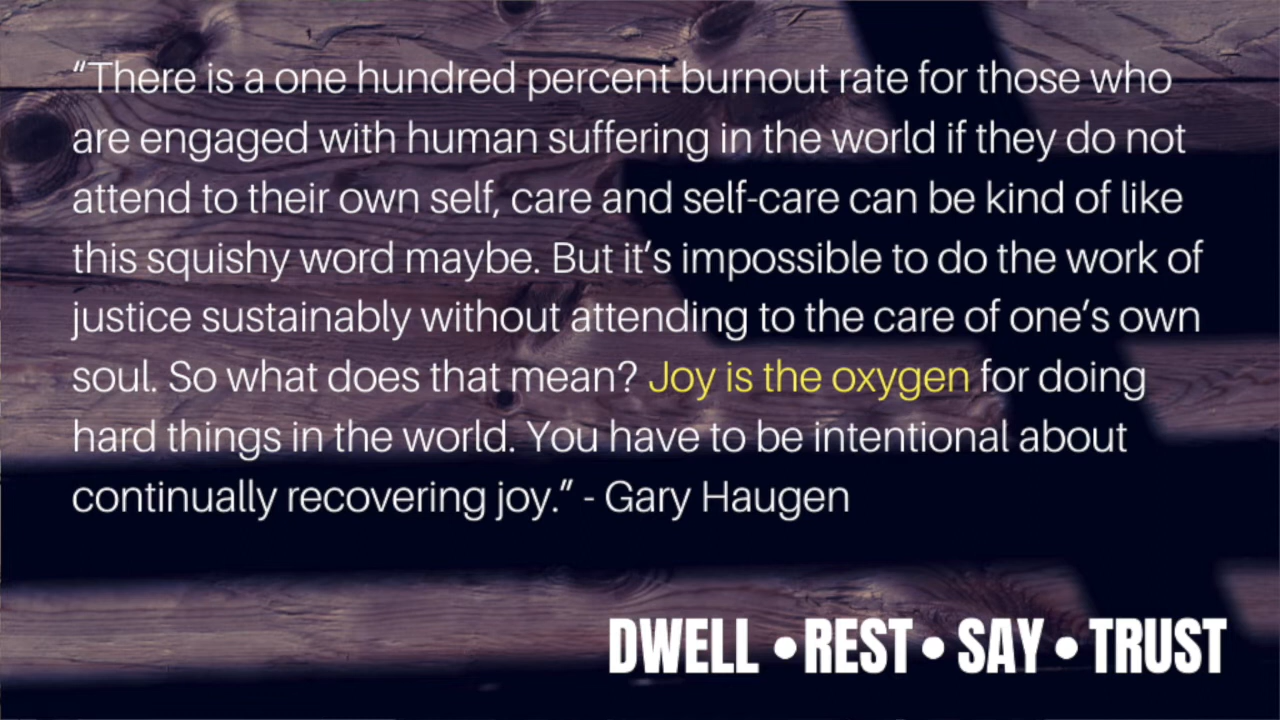 “There is a one hundred percent burnout rate for those who
are engaged with human suffering in the world if they do not
attend to their own self, care and self-care can be kind of like
this squishy word maybe. But it’s impossible to do the work of
justice sustainably without attending to the care of one’s own
soul. So what does that mean? Joy is the oxygen for doing
hard things in the world. You have to be intentional about
continually recovering joy.” - Gary Haugen
DWELL • REST • SAY • TRUST